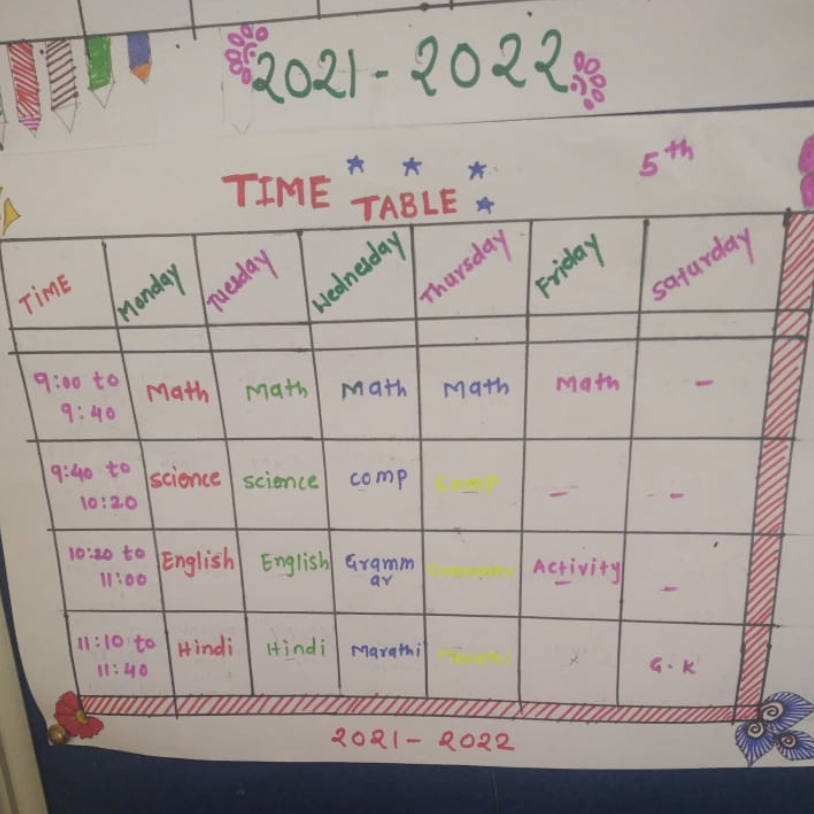 2021-2022
5th
TIME TABLE
TIME Monday Tuesday Wednesday Thursday Friday Saturday
9:00 to 9:40 Math Math Math Math Math -
9:40 to 10:20 Science Science Comp Comp - -
10:20 to 11:00 English English Grammar Grammar Activity -
11:10 to 11:40 Hindi Hindi Marathi Marathi x G.K
2021-2022